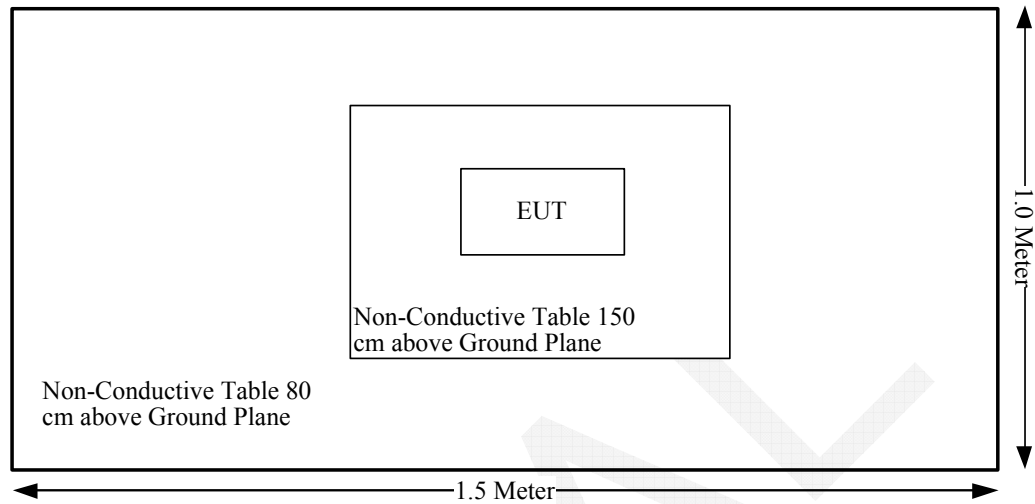 EUT
Non-Conductive Table 150
cm above Ground Plane
Non-Conductive Table 80
cm above Ground Plane
1.0 Meter
1.5 Meter